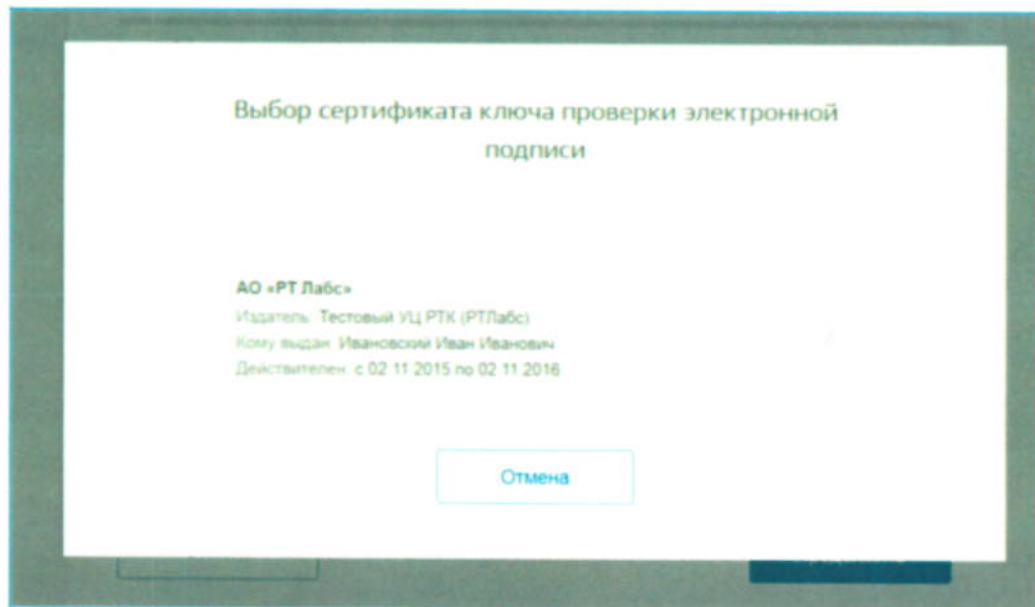 Выбор сертификата ключа проверки электронной
подписи
АО «РТ Лабс»
Издатель: Тестовый УЦ РТК (РТЛабс)
Кому выдан: Ивановский Иван Иванович
Действителен: с 02.11.2015 по 02.11.2016
Отмена